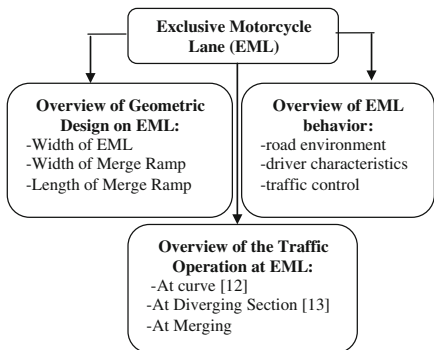 Exclusive Motorcycle
Lane (EML)
Overview of Geometric
Design on EML:
-Width of EML
-Width of Merge Ramp
-Length of Merge Ramp
Overview of EML
behavior:
-road environment
-driver characteristics
-traffic control
Overview of the Traffic
Operation at EML:
-At curve [12]
-At Diverging Section [13]
-At Merging